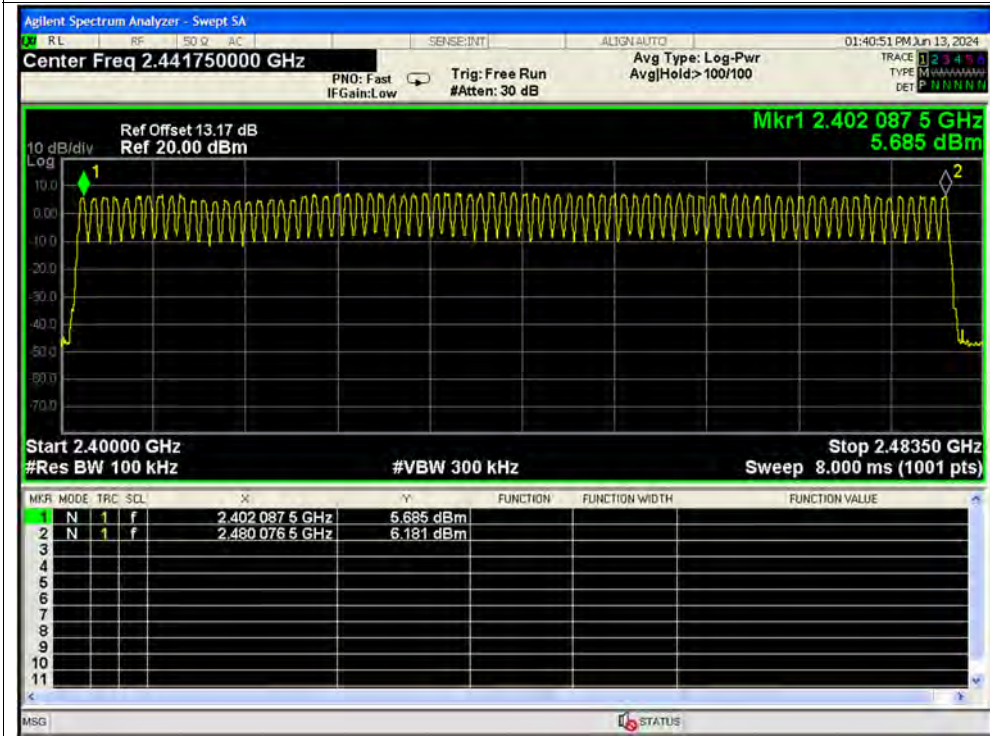 Agilent Spectrum Analyzer - Swept SA
RL RF 50 Ω AC SENSE:INT ALIGN AUTO 01:40:51 PM Jun 13, 2024
Center Freq 2.441750000 GHz
PNO: Fast
IFGain:Low
Trig: Free Run
#Atten: 30 dB
Avg Type: Log-Pwr
Avg|Hold:>100/100
TRACE 1 2 3 4 5 6
TYPE M
DET P N N N N N
Mkr1 2.402 087 5 GHz
5.685 dBm
Ref Offset 13.17 dB
10 dB/div Ref 20.00 dBm
Log
1
2
10.0
0.00
-10.0
-20.0
-30.0
-40.0
-50.0
-60.0
-70.0
Start 2.40000 GHz Stop 2.48350 GHz
#Res BW 100 kHz #VBW 300 kHz Sweep 8.000 ms (1001 pts)
MKR MODE TRC SCL X Y FUNCTION FUNCTION WIDTH FUNCTION VALUE
1 N 1 f 2.402 087 5 GHz 5.685 dBm
2 N 1 f 2.480 076 5 GHz 6.181 dBm
3
4
5
6
7
8
9
10
11
MSG STATUS